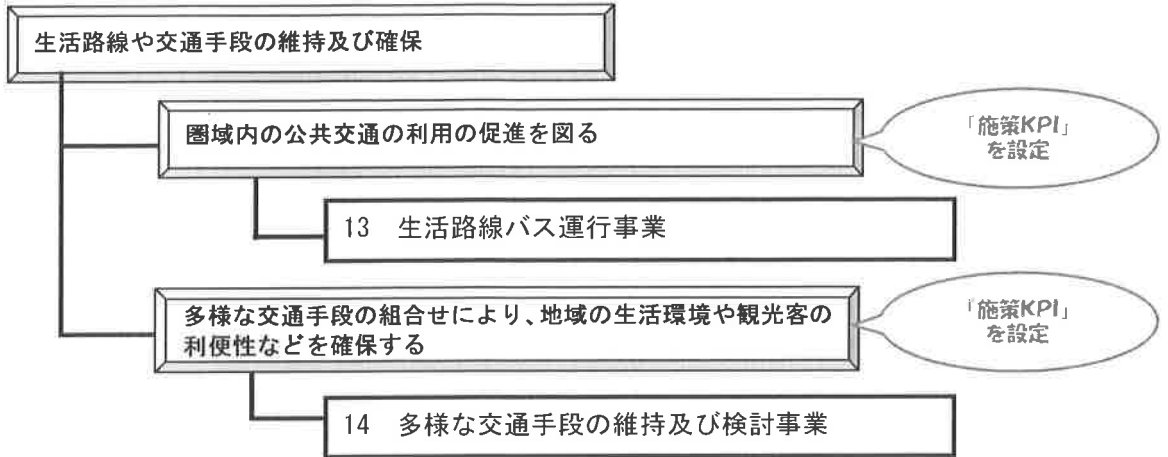 生活路線や交通手段の維持及び確保
圏域内の公共交通の利用の促進を図る
「施策KPI」
を設定
13 生活路線バス運行事業
多様な交通手段の組合せにより、地域の生活環境や観光客の
利便性などを確保する
「施策KPI」
を設定
14 多様な交通手段の維持及び検討事業